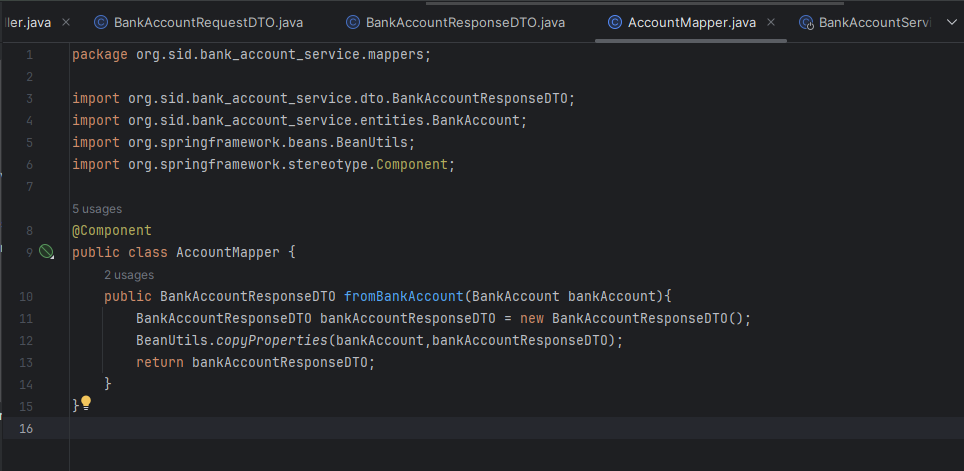 ller.java
BankAccountRequestDTO.java
BankAccountResponseDTO.java
AccountMapper.java
BankAccountServi
1 package org.sid.bank_account_service.mappers;
2
3 import org.sid.bank_account_service.dto.BankAccountResponseDTO;
4 import org.sid.bank_account_service.entities.BankAccount;
5 import org.springframework.beans.BeanUtils;
6 import org.springframework.stereotype.Component;
7
5 usages
8 @Component
9 public class AccountMapper {
2 usages
10 public BankAccountResponseDTO fromBankAccount(BankAccount bankAccount){
11 BankAccountResponseDTO bankAccountResponseDTO = new BankAccountResponseDTO();
12 BeanUtils.copyProperties(bankAccount,bankAccountResponseDTO);
13 return bankAccountResponseDTO;
14 }
15 }
16